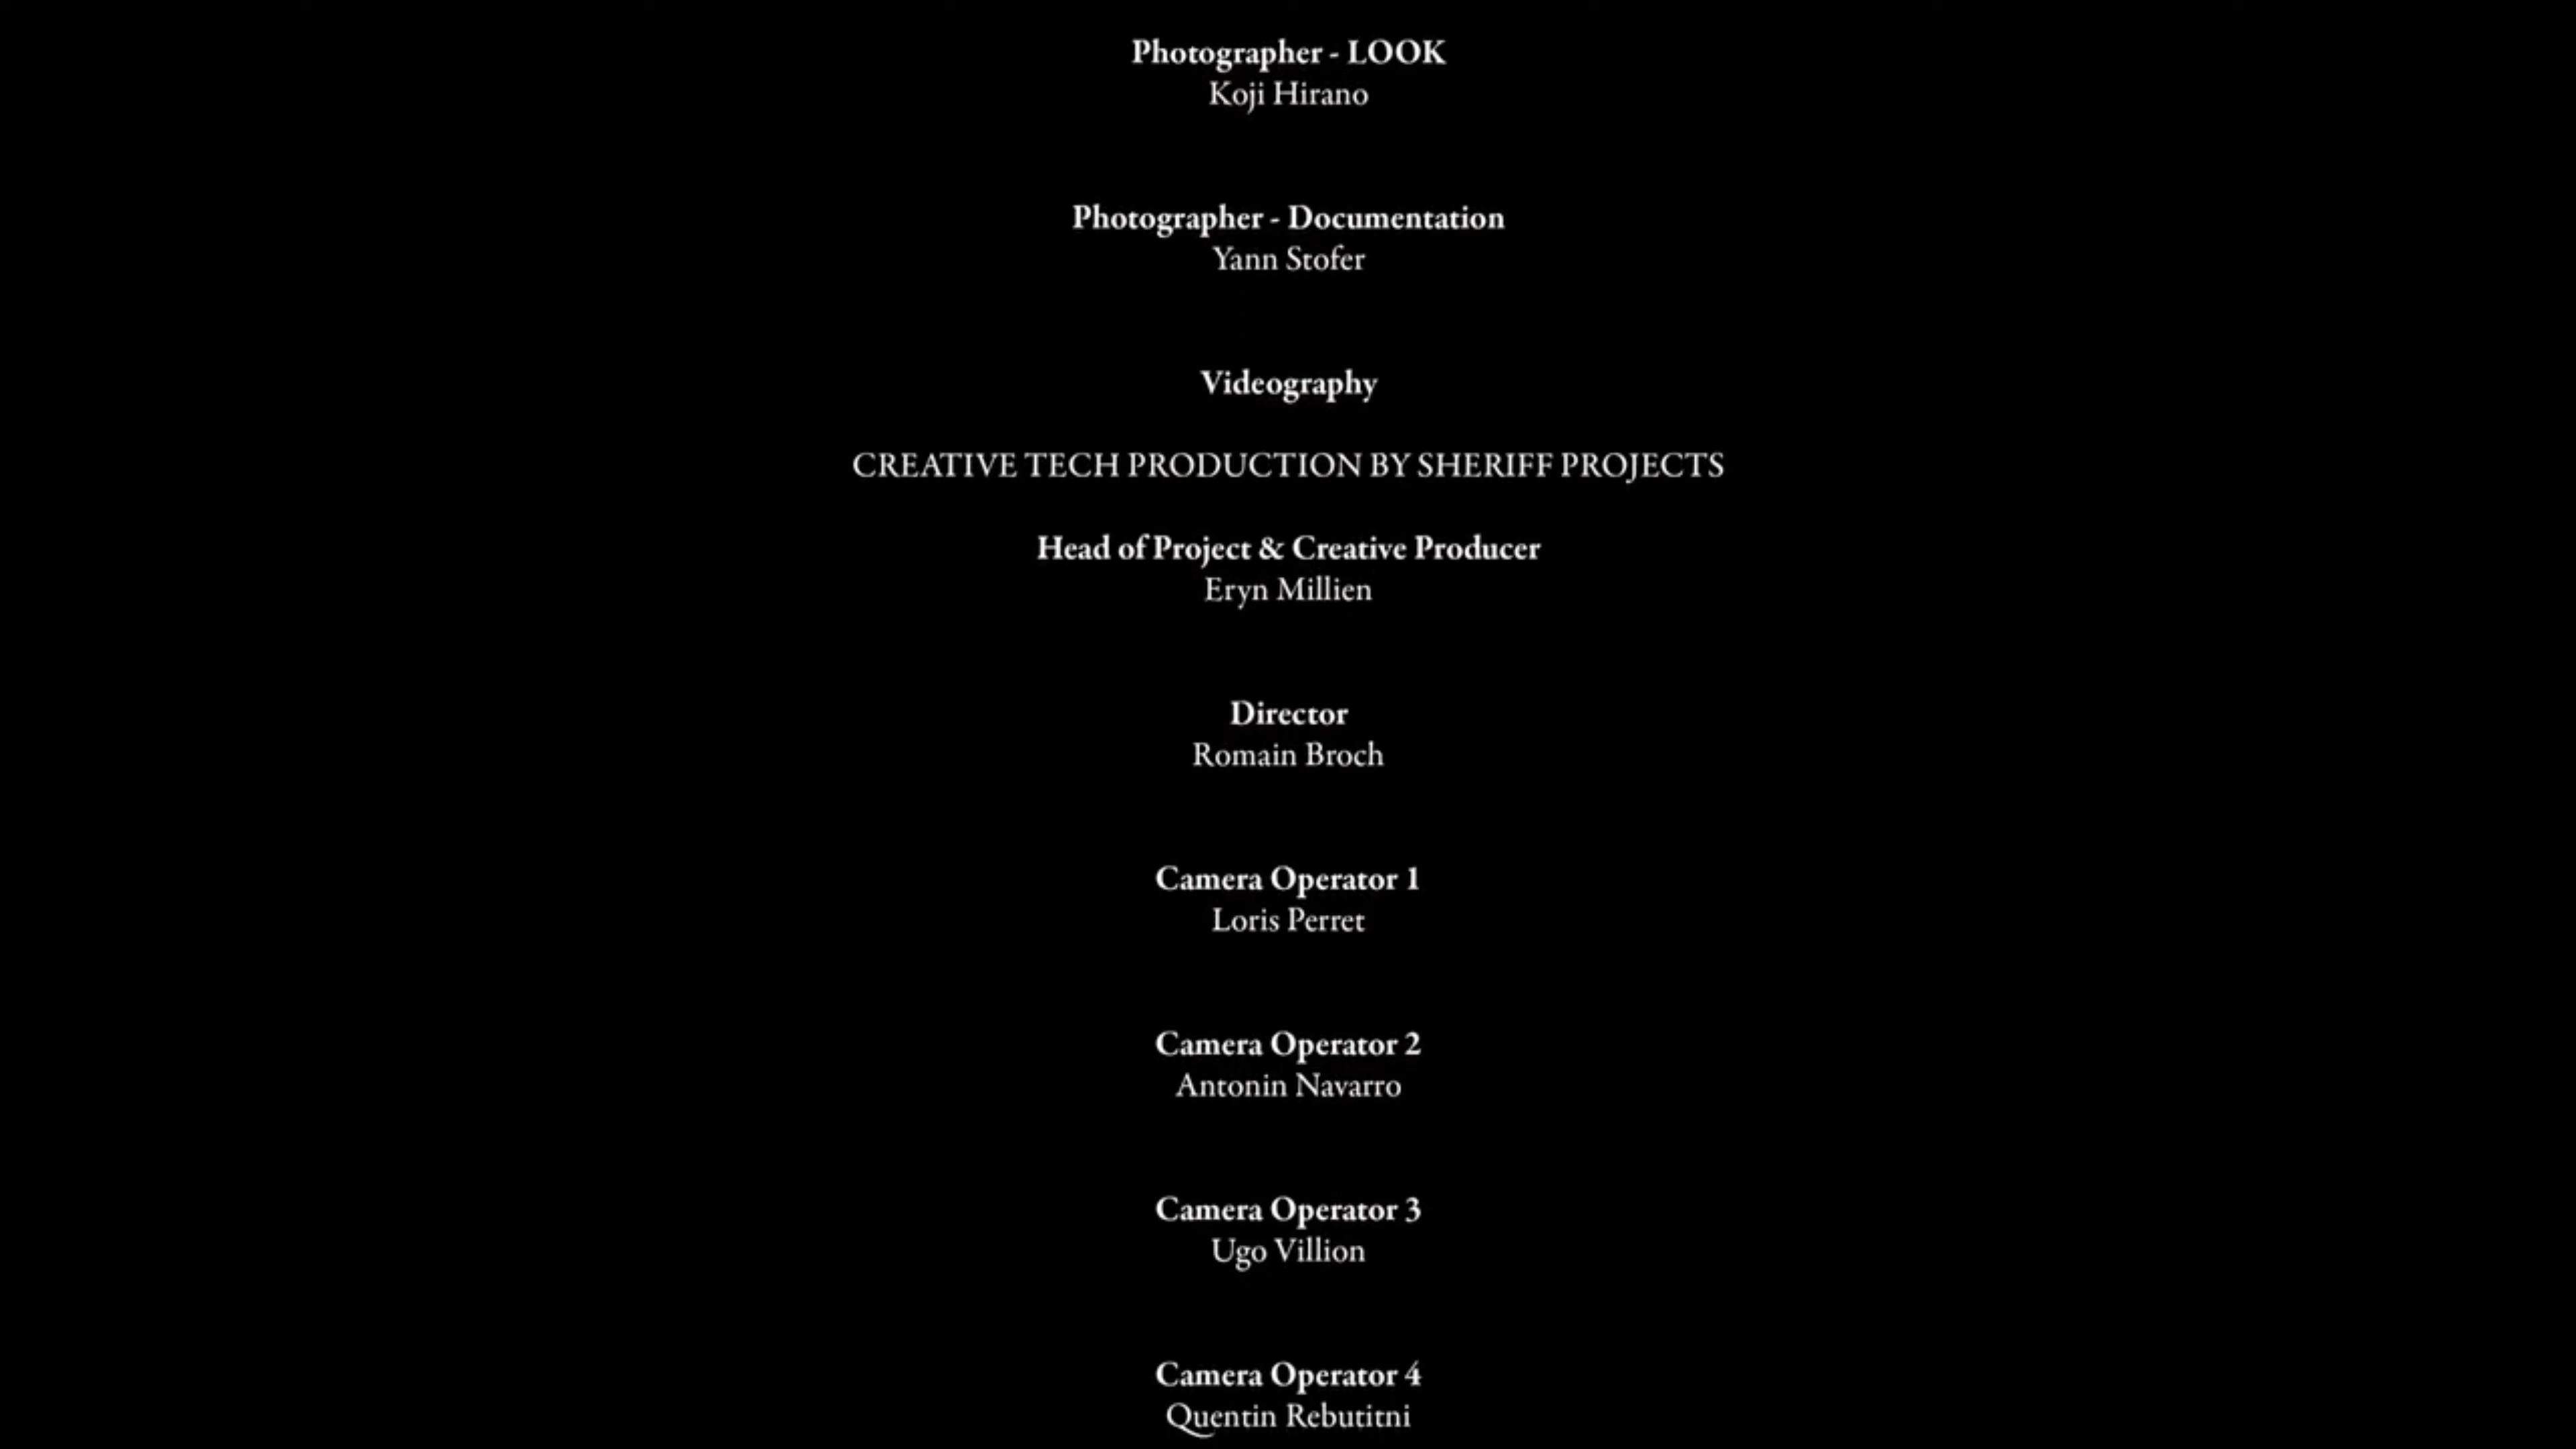 Photographer - LOOK
Koji Hirano
Photographer - Documentation
Yann Stofer
Videography
CREATIVE TECH PRODUCTION BY SHERIFF PROJECTS
Head of Project & Creative Producer
Eryn Millien
Director
Romain Broch
Camera Operator 1
Loris Perret
Camera Operator 2
Antonin Navarro
Camera Operator 3
Ugo Villion
Camera Operator 4
Quentin Rebutitni